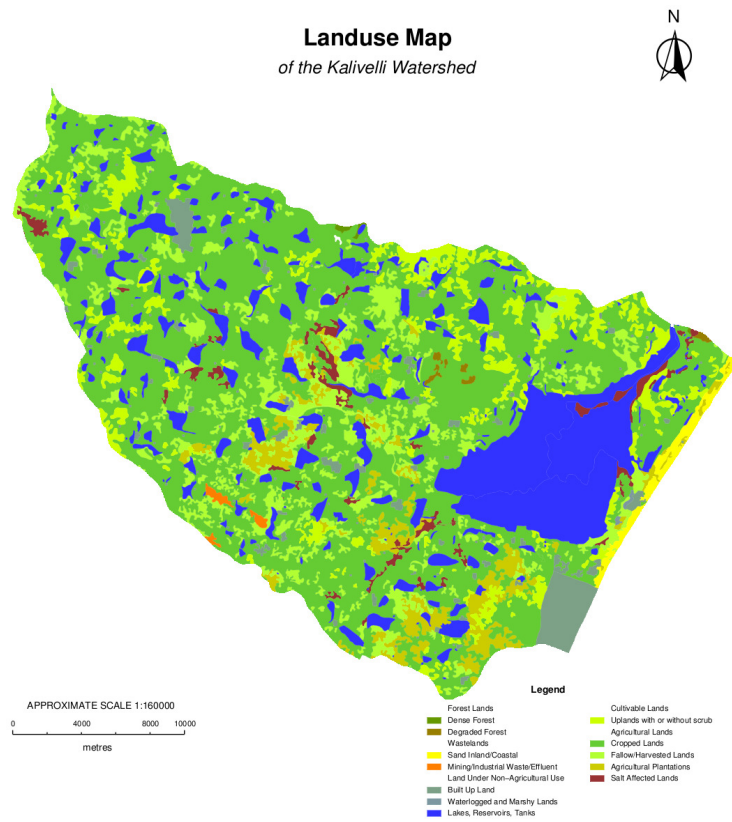 Landuse Map
of the Kalivelli Watershed
N
APPROXIMATE SCALE 1:160000
0 4000 8000 10000
metres
Legend
Forest Lands
Dense Forest
Degraded Forest
Wastelands
Sand Inland/Coastal
Mining/Industrial Waste/Effluent
Land Under Non-Agricultural Use
Built Up Land
Waterlogged and Marshy Lands
Lakes, Reservoirs, Tanks
Cultivable Lands
Uplands with or without scrub
Agricultural Lands
Cropped Lands
Fallow/Harvested Lands
Agricultural Plantations
Salt Affected Lands